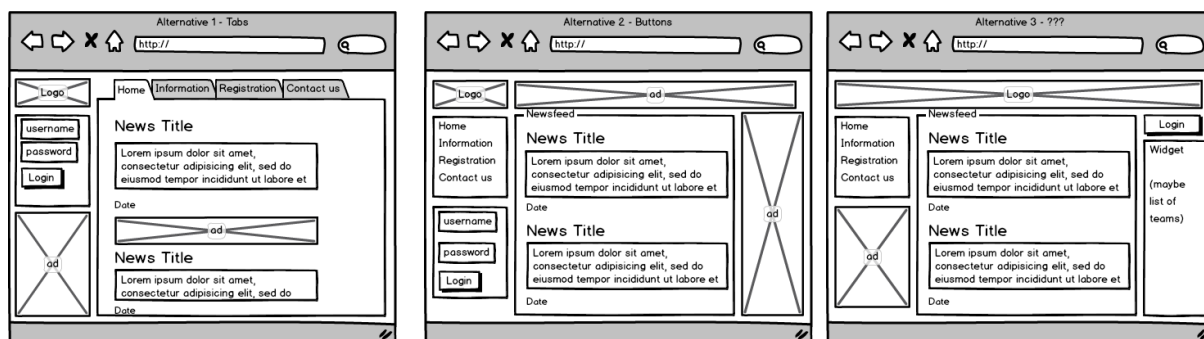 Alternative 1 - Tabs
http://
Logo
Home
Information
Registration
Contact us
username
password
Login
ad
News Title
Lorem ipsum dolor sit amet,
consectetur adipisicing elit, sed do
eiusmod tempor incididunt ut labore et
Date
ad
News Title
Lorem ipsum dolor sit amet,
consectetur adipisicing elit, sed do
Date
Alternative 2 - Buttons
http://
Logo
ad
Home
Information
Registration
Contact us
username
password
Login
Newsfeed
News Title
Lorem ipsum dolor sit amet,
consectetur adipisicing elit, sed do
eiusmod tempor incididunt ut labore et
Date
News Title
Lorem ipsum dolor sit amet,
consectetur adipisicing elit, sed do
eiusmod tempor incididunt ut labore et
Date
ad
Alternative 3 - ???
http://
Logo
Home
Information
Registration
Contact us
ad
Newsfeed
News Title
Lorem ipsum dolor sit amet,
consectetur adipisicing elit, sed do
eiusmod tempor incididunt ut labore et
Date
News Title
Lorem ipsum dolor sit amet,
consectetur adipisicing elit, sed do
eiusmod tempor incididunt ut labore et
Date
Login
Widget
(maybe
list of
teams)